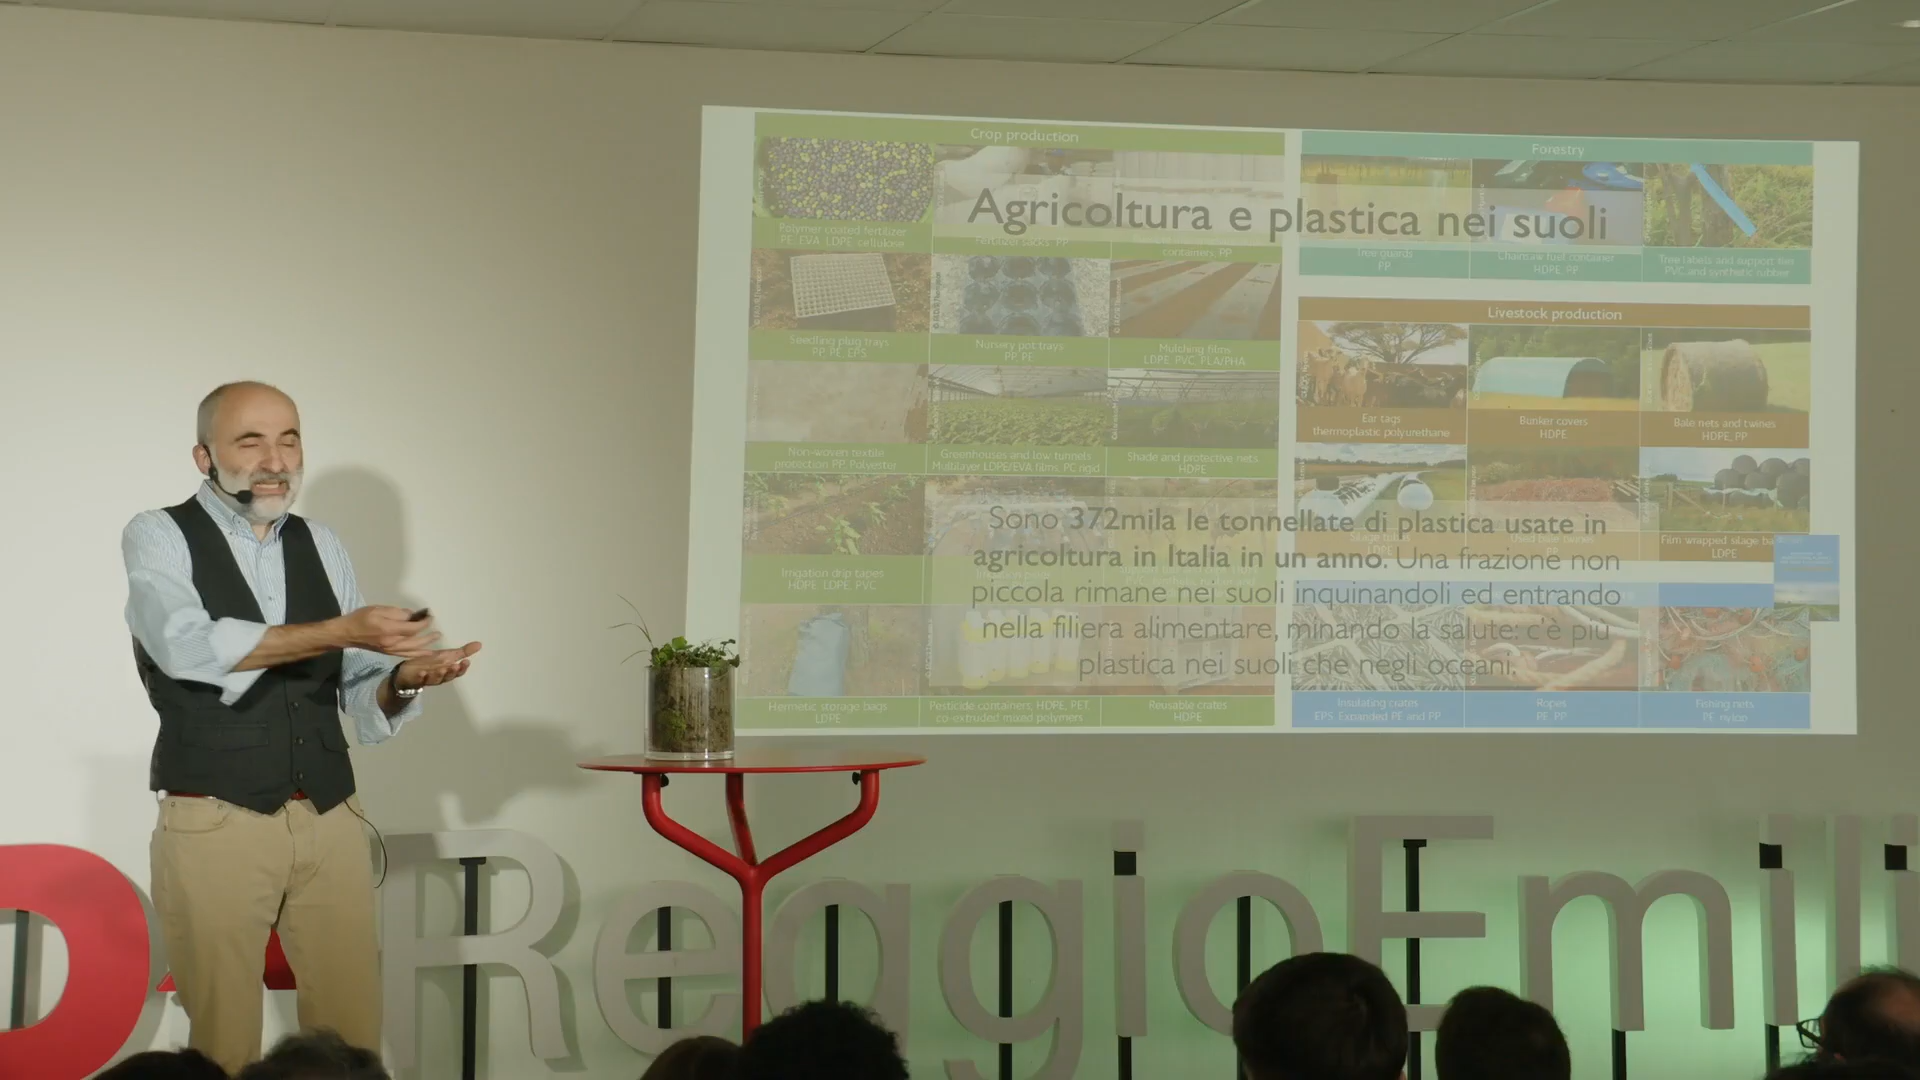 Crop production
Forestry
Agricoltura e plastica nei suoli
Polymer coated fertilizer
PE, EVA, LDPE, cellulose
Fertilizer sacks, PP
containers, PP
Tree guards
PP
Chainsaw fuel container
HDPE, PP
Tree labels and support ties
PVC and synthetic rubber
Livestock production
Seedling plug trays
PP, PE, EPS
Nursery pot trays
PP, PE
Mulching films
LDPE, PVC, PLA/PHA
Ear tags
thermoplastic polyurethane
Bunker covers
HDPE
Bale nets and twines
HDPE, PP
Non-woven textile
protection PP, Polyester
Greenhouses and low tunnels
Multilayer LDPE/EVA films, PC rigid
Shade and protective nets
HDPE
Sono 372mila le tonnellate di plastica usate in
agricoltura in Italia in un anno. Una frazione non
piccola rimane nei suoli inquinandoli ed entrando
nella filiera alimentare, minando la salute: c'è più
plastica nei suoli che negli oceani.
Silage tubes
LDPE
PP
Film wrapped silage
LDPE
Irrigation drip tapes
HDPE, LDPE, PVC
Hermetic storage bags
LDPE
Pesticide containers, HDPE, PET,
co-extruded mixed polymers
Reusable crates
HDPE
Insulating crates
EPS, Expanded PE and PP
Ropes
PE, PP
Fishing nets
PE, nylon
ReggioEmili